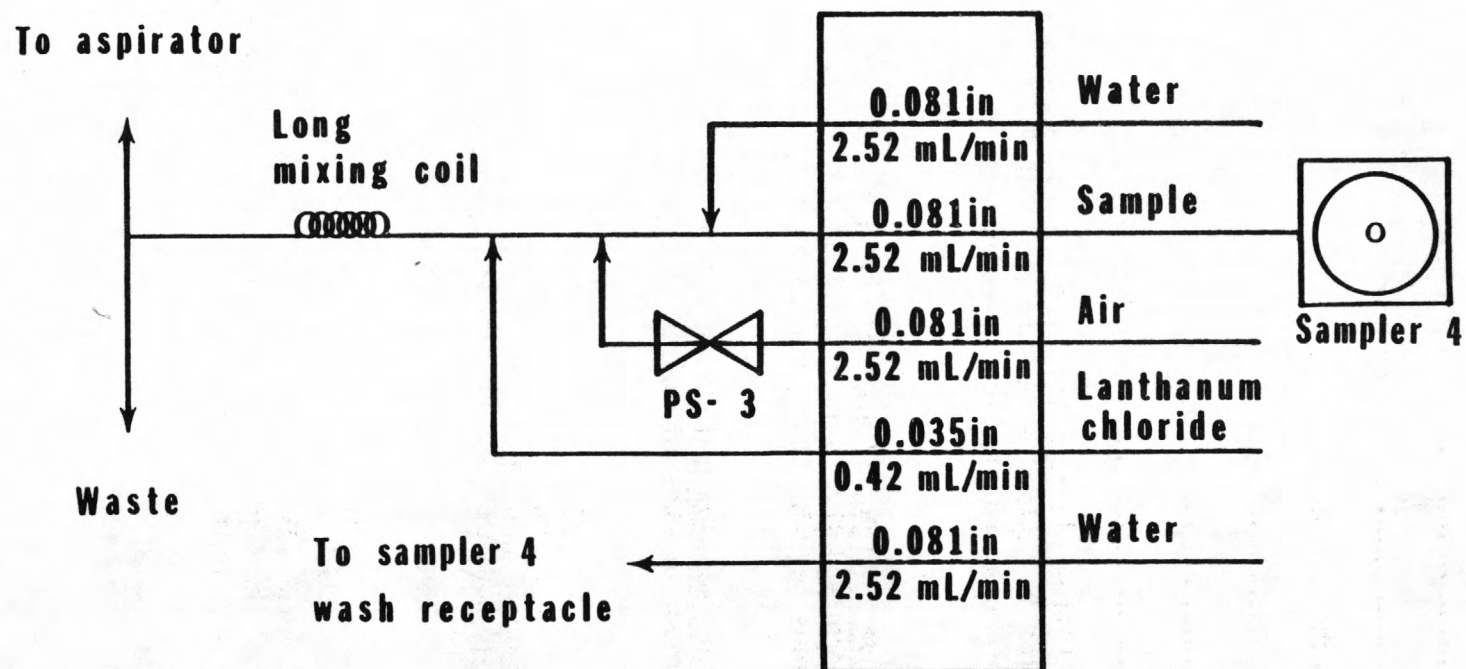 To aspirator
Long
mixing coil
Waste
To sampler 4
wash receptacle
PS- 3
0.081in
2.52 mL/min
Water
0.081in
2.52 mL/min
Sample
0.081in
2.52 mL/min
Air
0.035in
0.42 mL/min
Lanthanum
chloride
0.081in
2.52 mL/min
Water
Sampler 4